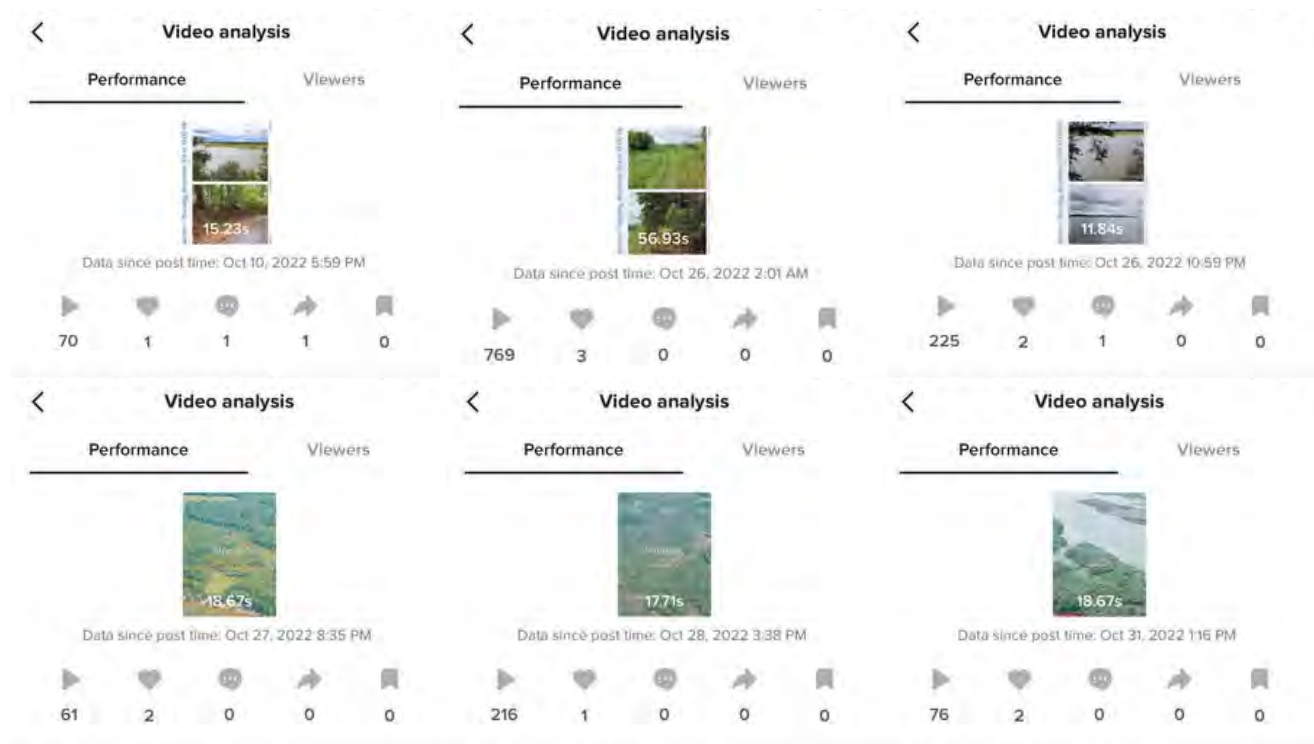 Video analysis
Performance Viewers
15.23s
Data since post time: Oct 10, 2022 5:59 PM
70 1 1 1 0
Video analysis
Performance Viewers
56.93s
Data since post time: Oct 26, 2022 2:01 AM
769 3 0 0 0
Video analysis
Performance Viewers
11.84s
Data since post time: Oct 26, 2022 10:59 PM
225 2 1 0 0
Video analysis
Performance Viewers
18.67s
Data since post time: Oct 27, 2022 8:35 PM
61 2 0 0 0
Video analysis
Performance Viewers
17.71s
Data since post time: Oct 28, 2022 3:38 PM
216 1 0 0 0
Video analysis
Performance Viewers
18.67s
Data since post time: Oct 31, 2022 1:16 PM
76 2 0 0 0